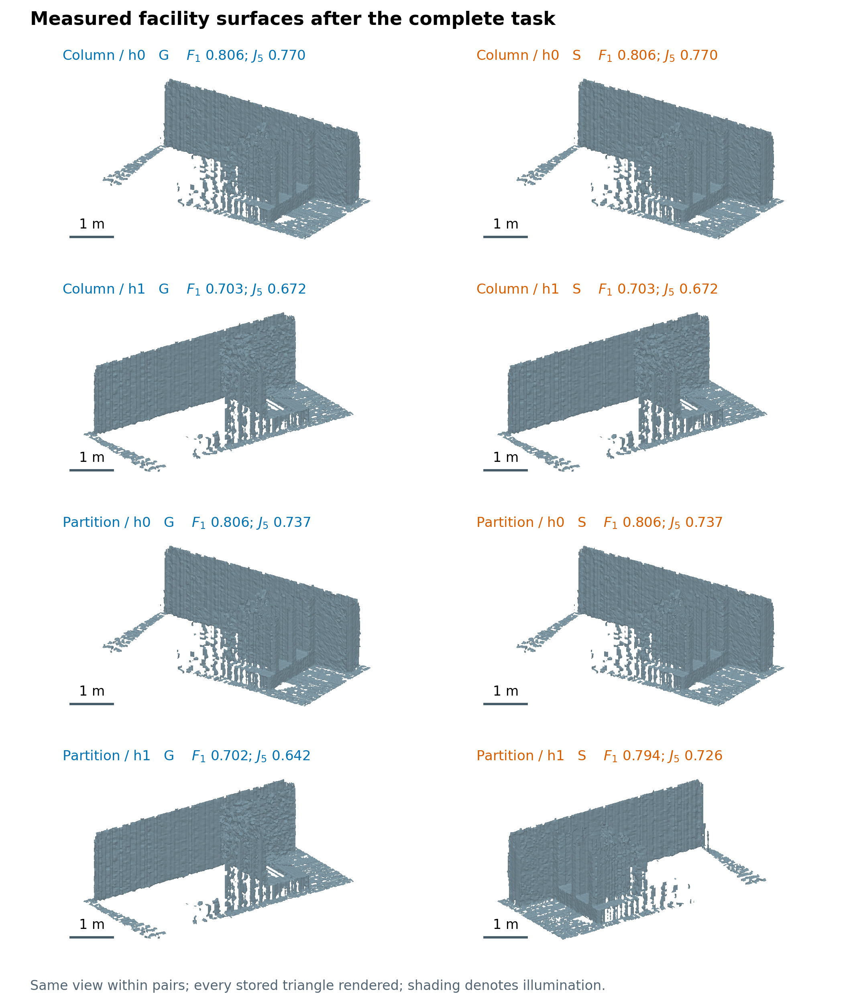 Measured facility surfaces after the complete task
Column / h0 G F1 0.806; J5 0.770
Column / h0 S F1 0.806; J5 0.770
1 m
1 m
Column / h1 G F1 0.703; J5 0.672
Column / h1 S F1 0.703; J5 0.672
1 m
1 m
Partition / h0 G F1 0.806; J5 0.737
Partition / h0 S F1 0.806; J5 0.737
1 m
1 m
Partition / h1 G F1 0.702; J5 0.642
Partition / h1 S F1 0.794; J5 0.726
1 m
1 m
Same view within pairs; every stored triangle rendered; shading denotes illumination.